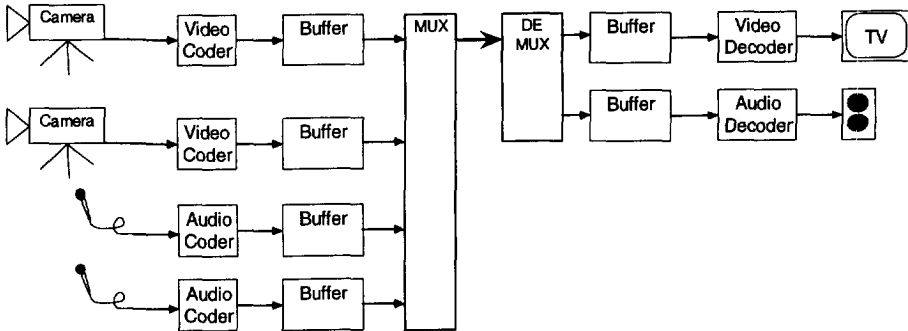 Camera
Video
Coder
Buffer
MUX
DE
MUX
Buffer
Video
Decoder
TV
Buffer
Audio
Decoder
Camera
Video
Coder
Buffer
Audio
Coder
Buffer
Audio
Coder
Buffer